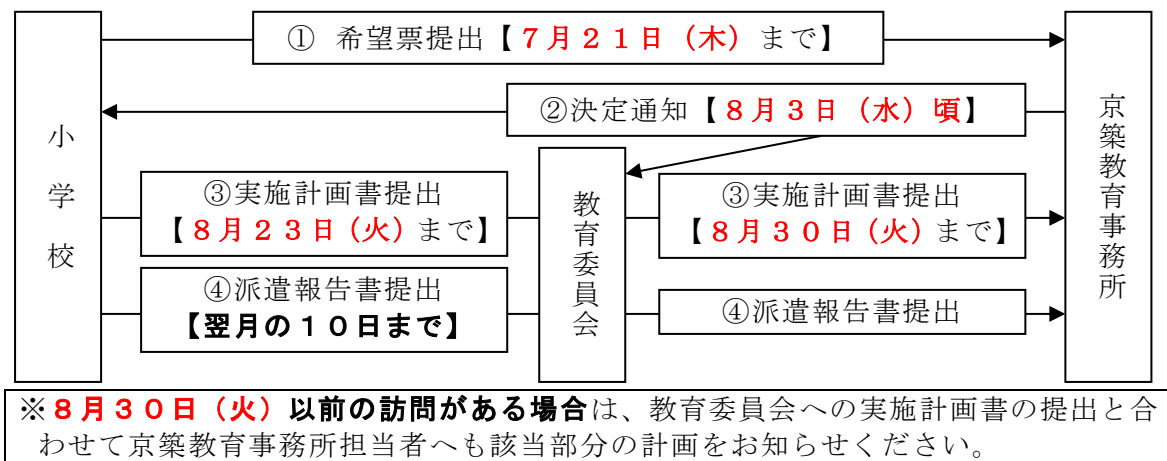 ① 希望票提出【７月２１日（木）まで】
②決定通知【８月３日（水）頃】
小学校
京築教育事務所
教育委員会
③実施計画書提出
【８月２３日（火）まで】
③実施計画書提出
【８月３０日（火）まで】
④派遣報告書提出
【翌月の１０日まで】
④派遣報告書提出
※８月３０日（火）以前の訪問がある場合は、教育委員会への実施計画書の提出と合
わせて京築教育事務所担当者へも該当部分の計画をお知らせください。